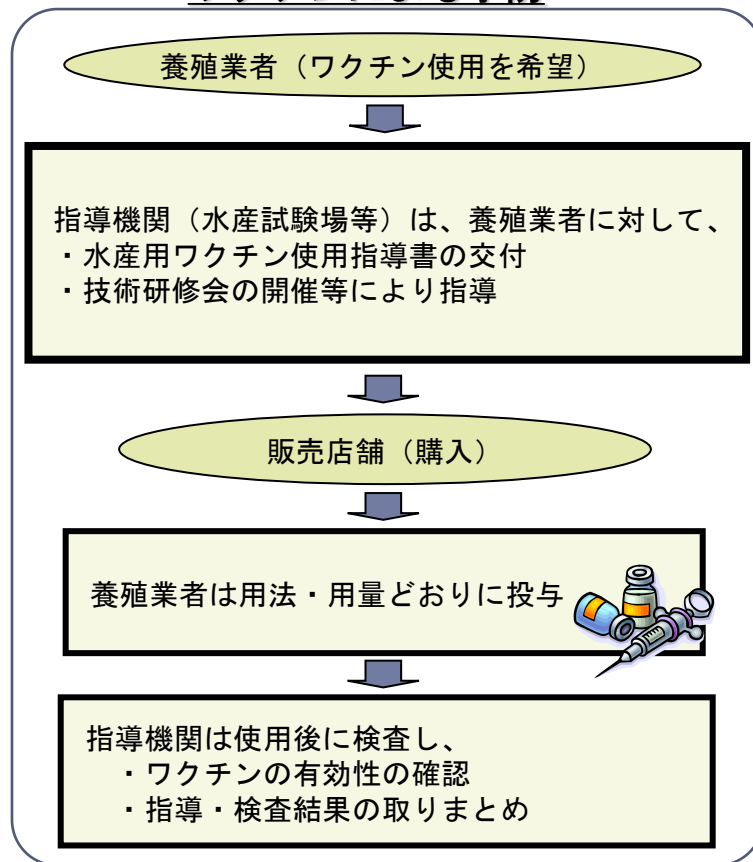 養殖業者（ワクチン使用を希望）
指導機関（水産試験場等）は、養殖業者に対して、
・水産用ワクチン使用指導書の交付
・技術研修会の開催等により指導
販売店舗（購入）
養殖業者は用法・用量どおりに投与
指導機関は使用後に検査し、
・ワクチンの有効性の確認
・指導・検査結果の取りまとめ